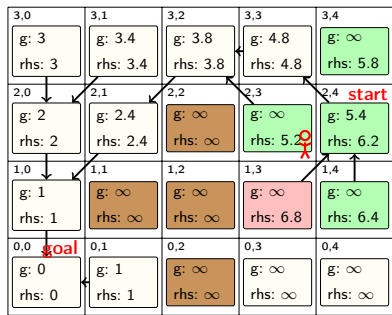 3,0 3,1 3,2 3,3 3,4
g: 3 g: 3.4 g: 3.8 g: 4.8 g: ∞
rhs: 3 rhs: 3.4 rhs: 3.8 rhs: 4.8 rhs: 5.8
2,0 2,1 2,2 2,3 2,4 start
g: 2 g: 2.4 g: ∞ g: ∞ g: 5.4
rhs: 2 rhs: 2.4 rhs: ∞ rhs: 5.2 rhs: 6.2
1,0 1,1 1,2 1,3 1,4
g: 1 g: ∞ g: ∞ g: ∞ g: ∞
rhs: 1 rhs: ∞ rhs: ∞ rhs: 6.8 rhs: 6.4
0,0 goal 0,1 0,2 0,3 0,4
g: 0 g: 1 g: ∞ g: ∞ g: ∞
rhs: 0 rhs: 1 rhs: ∞ rhs: ∞ rhs: ∞